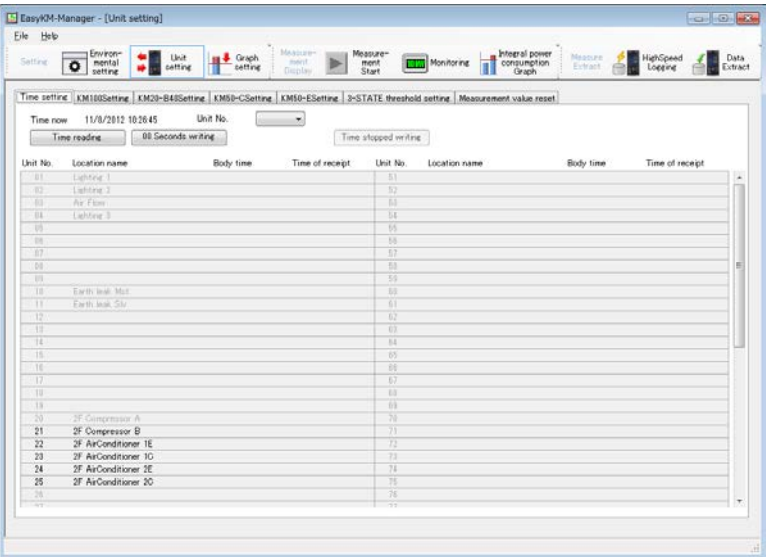 EasyKM-Manager - [Unit setting]
File Help
Setting
Environ-
mental
setting
Unit
setting
Graph
setting
Measure-
ment
Display
Measure-
ment
Start
Monitoring
Integral power
consumption
Graph
Measure
Extract
HighSpeed
Logging
Data
Extract
Time setting KM100Setting KM20-B40Setting KM50-CSetting KM50-ESetting 3-STATE threshold setting Measurement value reset
Time now 11/8/2012 10:26:45 Unit No.
Time reading 00 Seconds writing Time stopped writing
Unit No. Location name Body time Time of receipt Unit No. Location name Body time Time of receipt
01 Lighting 1 51
02 Lighting 2 52
03 Air Flow 53
04 Lighting 3 54
05 55
06 56
07 57
08 58
09 59
10 Earth leak Mst 60
11 Earth leak Slv 61
12 62
13 63
14 64
15 65
16 66
17 67
18 68
19 69
20 2F Compressor A 70
21 2F Compressor B 71
22 2F AirConditioner 1E 72
23 2F AirConditioner 1C 73
24 2F AirConditioner 2E 74
25 2F AirConditioner 2C 75
26 76